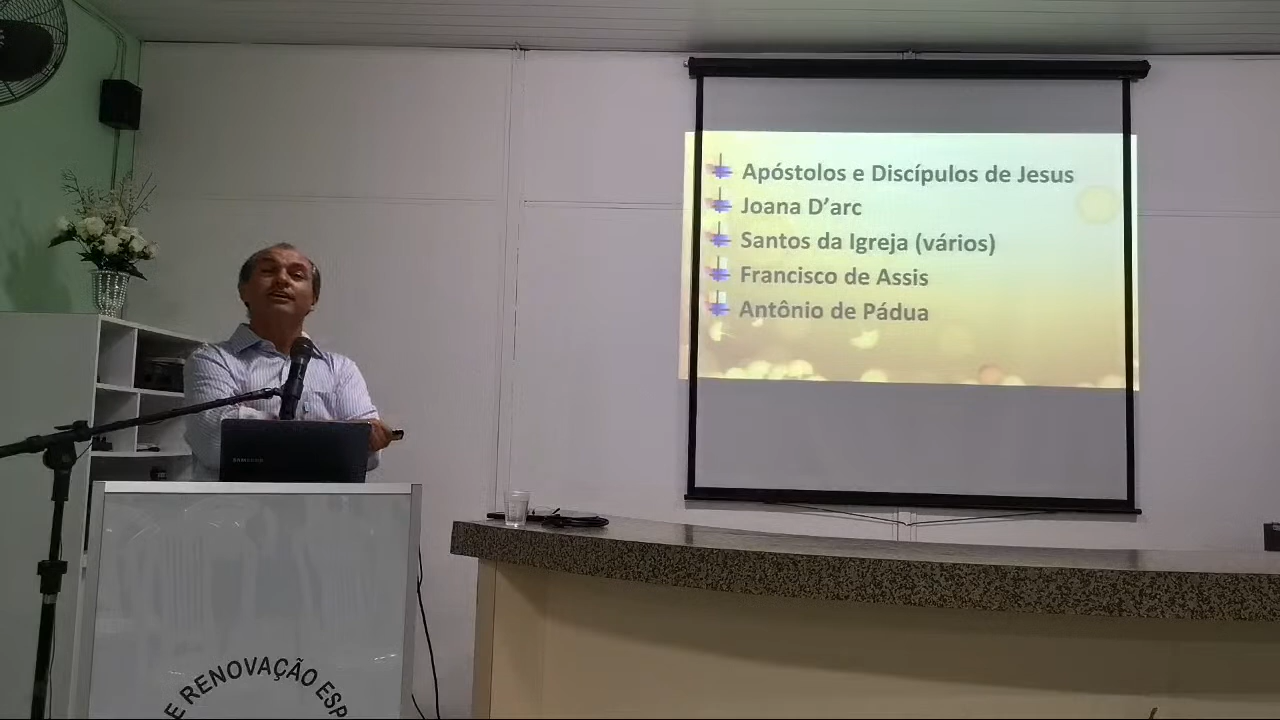 Apóstolos e Discípulos de Jesus
Joana D’arc
Santos da Igreja (vários)
Francisco de Assis
Antônio de Pádua
SAMSUNG
E RENOVAÇÃO ESP